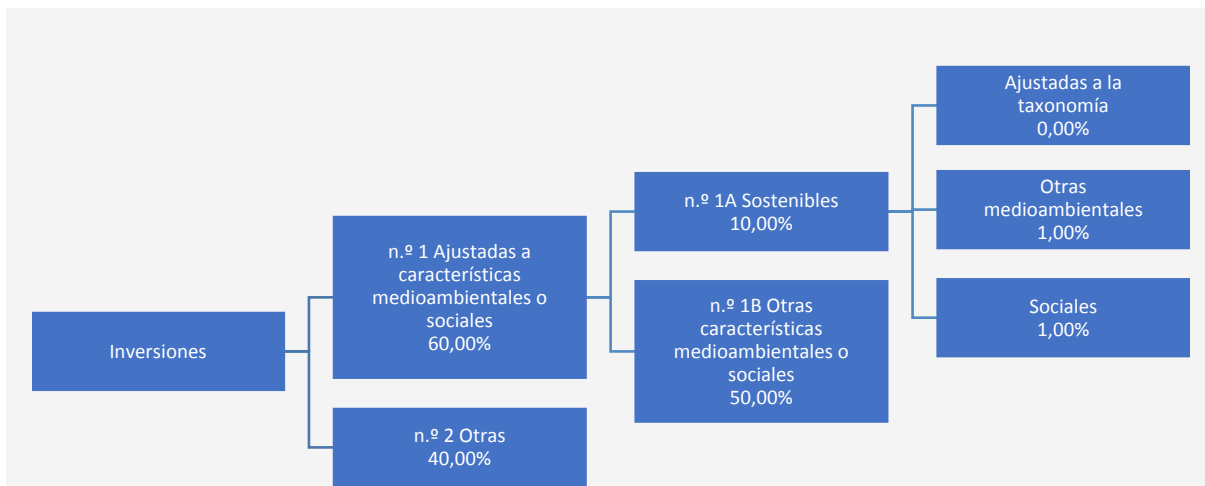 Inversiones
n.º 1 Ajustadas a
características
medioambientales o
sociales
60,00%
n.º 2 Otras
40,00%
n.º 1A Sostenibles
10,00%
n.º 1B Otras
características
medioambientales o
sociales
50,00%
Ajustadas a la
taxonomía
0,00%
Otras
medioambientales
1,00%
Sociales
1,00%